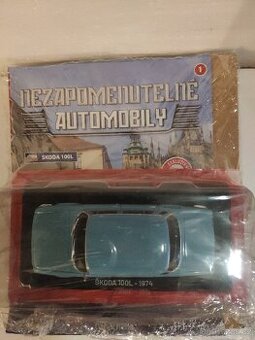 1
NEZAPOMENUTELNÉ
AUTOMOBILY
ŠKODA 100L
ŠKODA 100L - 1974